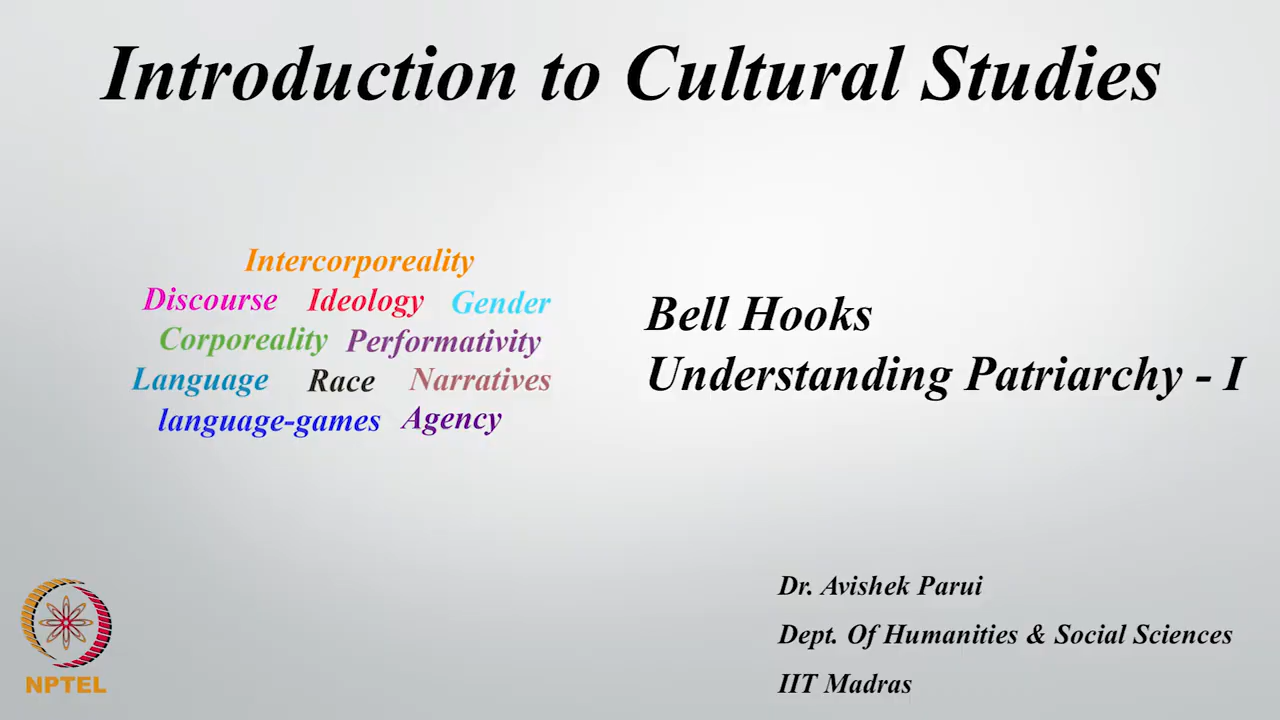 Introduction to Cultural Studies
Intercorporeality
Discourse Ideology Gender
Corporeality Performativity
Language Race Narratives
language-games Agency
Bell Hooks
Understanding Patriarchy - I
Dr. Avishek Parui
Dept. Of Humanities & Social Sciences
IIT Madras
NPTEL